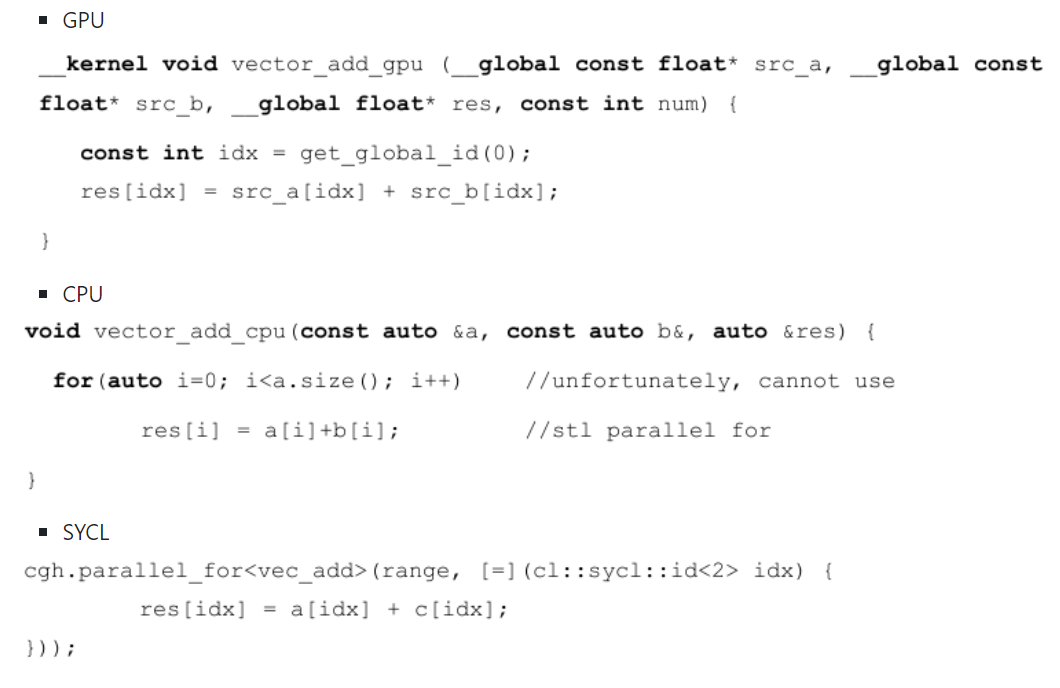 ▪ GPU
__kernel void vector_add_gpu (__global const float* src_a, __global const
float* src_b, __global float* res, const int num) {
const int idx = get_global_id(0);
res[idx] = src_a[idx] + src_b[idx];
}
▪ CPU
void vector_add_cpu(const auto &a, const auto b&, auto &res) {
for(auto i=0; i<a.size(); i++) //unfortunately, cannot use
res[i] = a[i]+b[i]; //stl parallel for
}
▪ SYCL
cgh.parallel_for<vec_add>(range, [=](cl::sycl::id<2> idx) {
res[idx] = a[idx] + c[idx];
}));